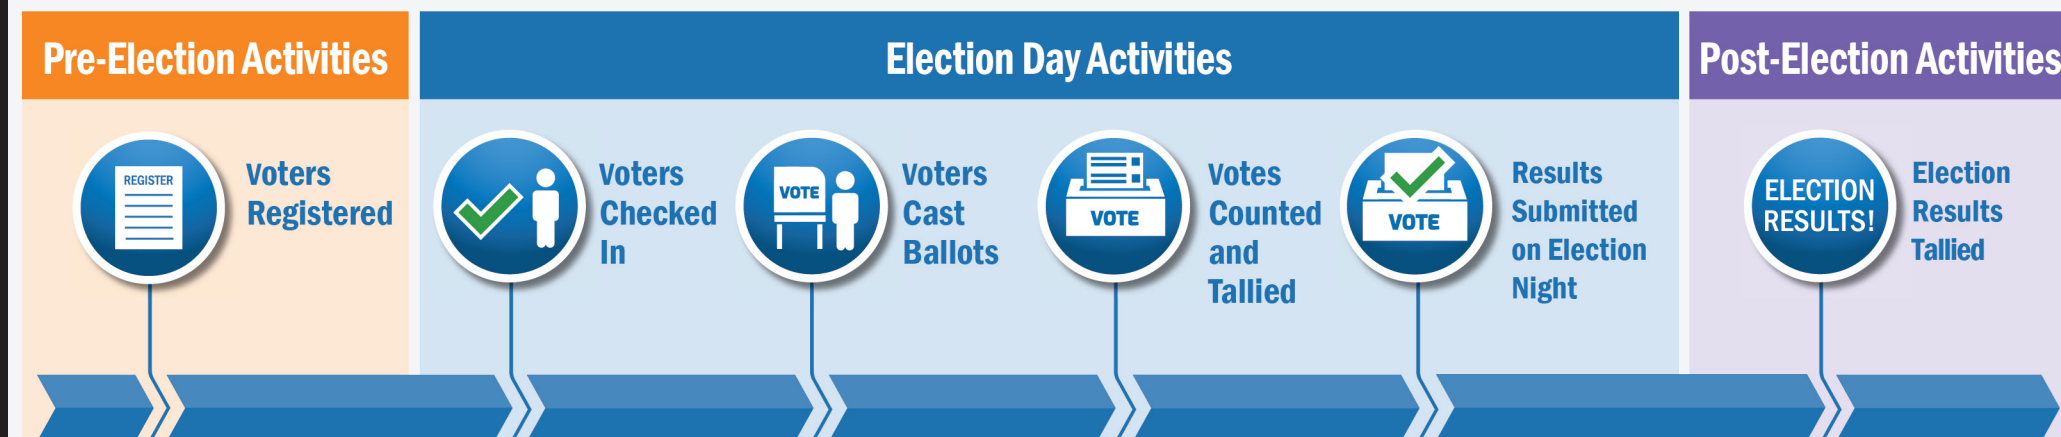 Pre-Election Activities
Election Day Activities
Post-Election Activities
REGISTER
Voters
Registered
Voters
Checked
In
VOTE
Voters
Cast
Ballots
VOTE
Votes
Counted
and
Tallied
VOTE
Results
Submitted
on Election
Night
ELECTION
RESULTS!
Election
Results
Tallied